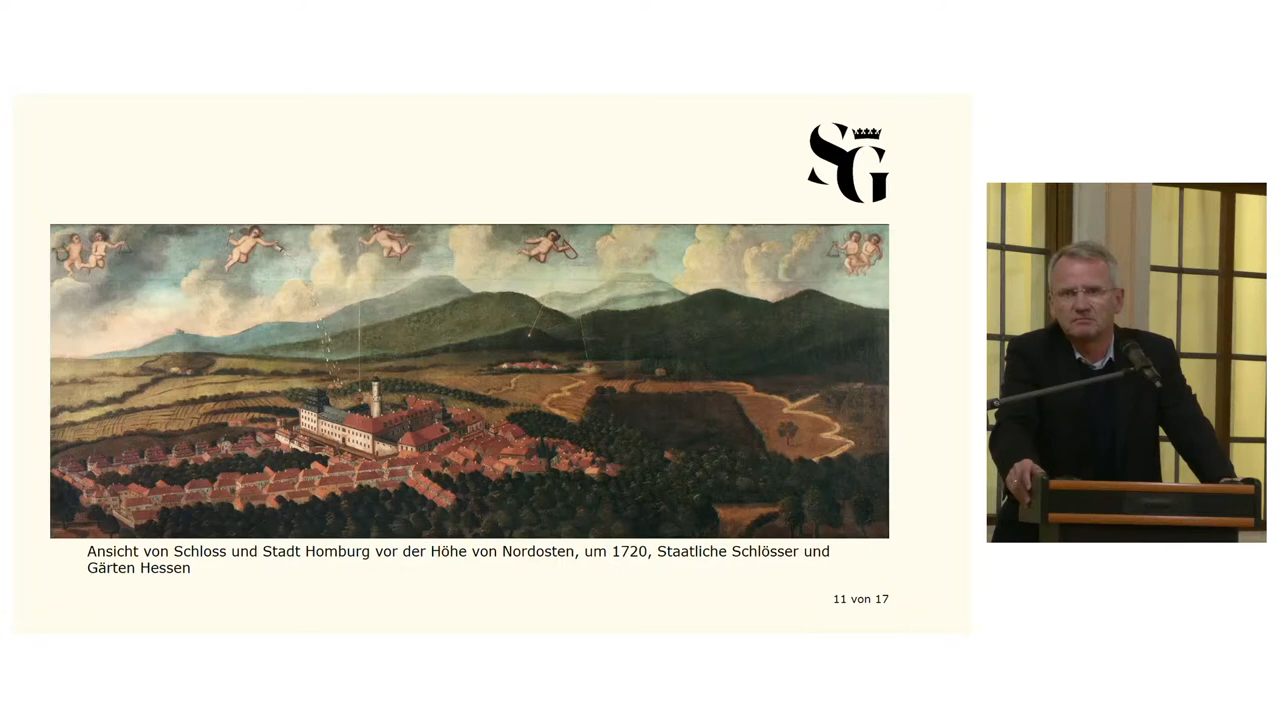 SG
Ansicht von Schloss und Stadt Homburg vor der Höhe von Nordosten, um 1720, Staatliche Schlösser und
Gärten Hessen
11 von 17